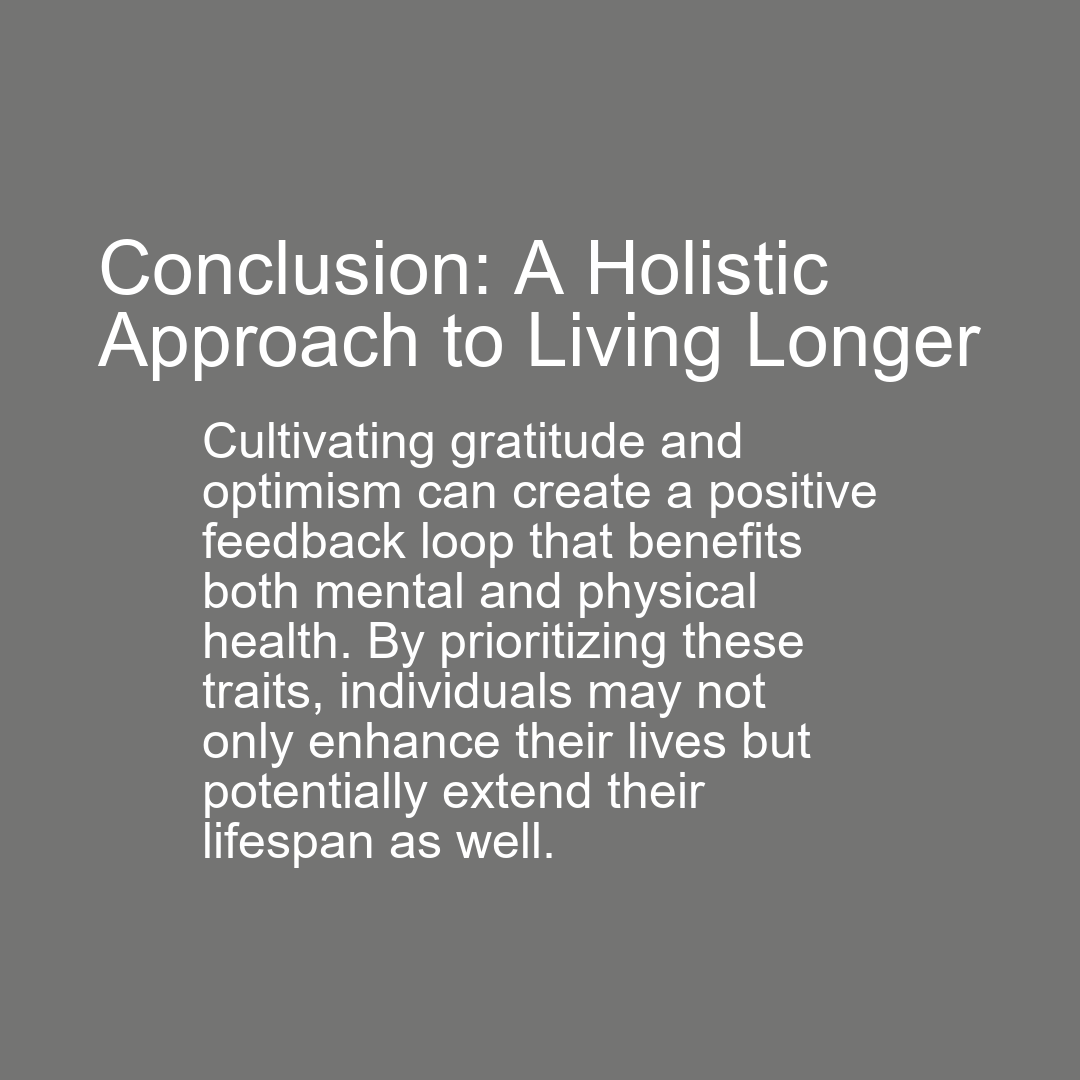 Conclusion: A Holistic
Approach to Living Longer
Cultivating gratitude and
optimism can create a positive
feedback loop that benefits
both mental and physical
health. By prioritizing these
traits, individuals may not
only enhance their lives but
potentially extend their
lifespan as well.